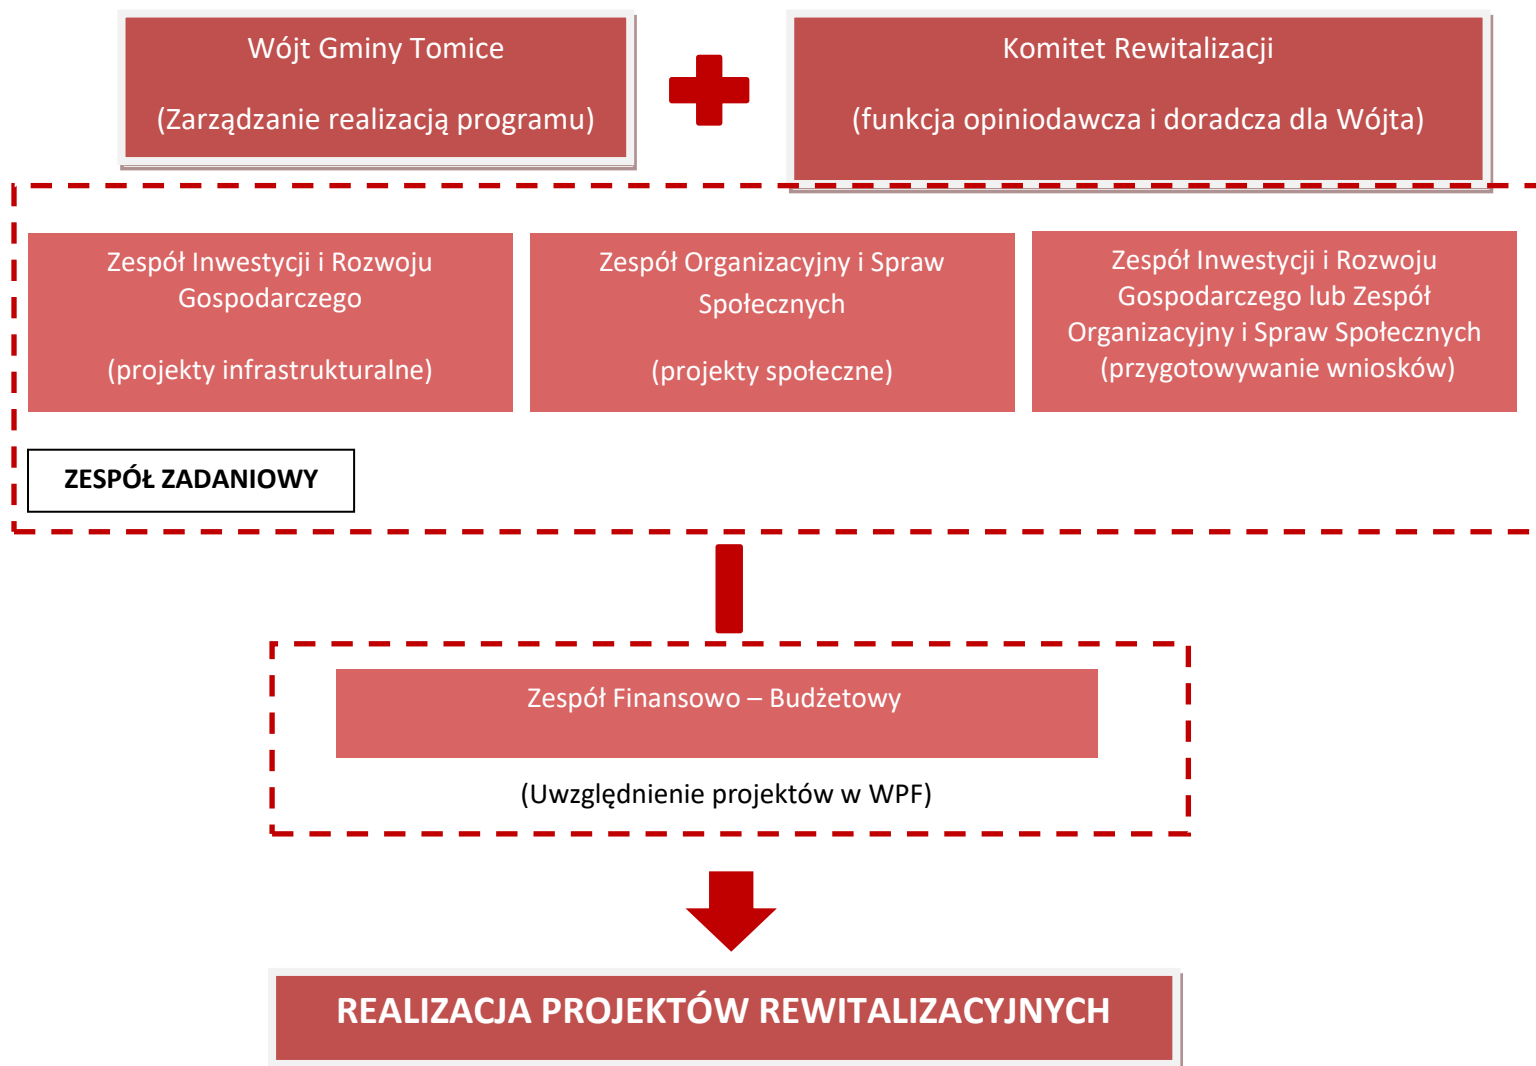 Wójt Gminy Tomice
(Zarządzanie realizacją programu)
Komitet Rewitalizacji
(funkcja opiniodawcza i doradcza dla Wójta)
Zespół Inwestycji i Rozwoju
Gospodarczego
(projekty infrastrukturalne)
Zespół Organizacyjny i Spraw
Społecznych
(projekty społeczne)
Zespół Inwestycji i Rozwoju
Gospodarczego lub Zespół
Organizacyjny i Spraw Społecznych
(przygotowywanie wniosków)
ZESPÓŁ ZADANIOWY
Zespół Finansowo – Budżetowy
(Uwzględnienie projektów w WPF)
REALIZACJA PROJEKTÓW REWITALIZACYJNYCH